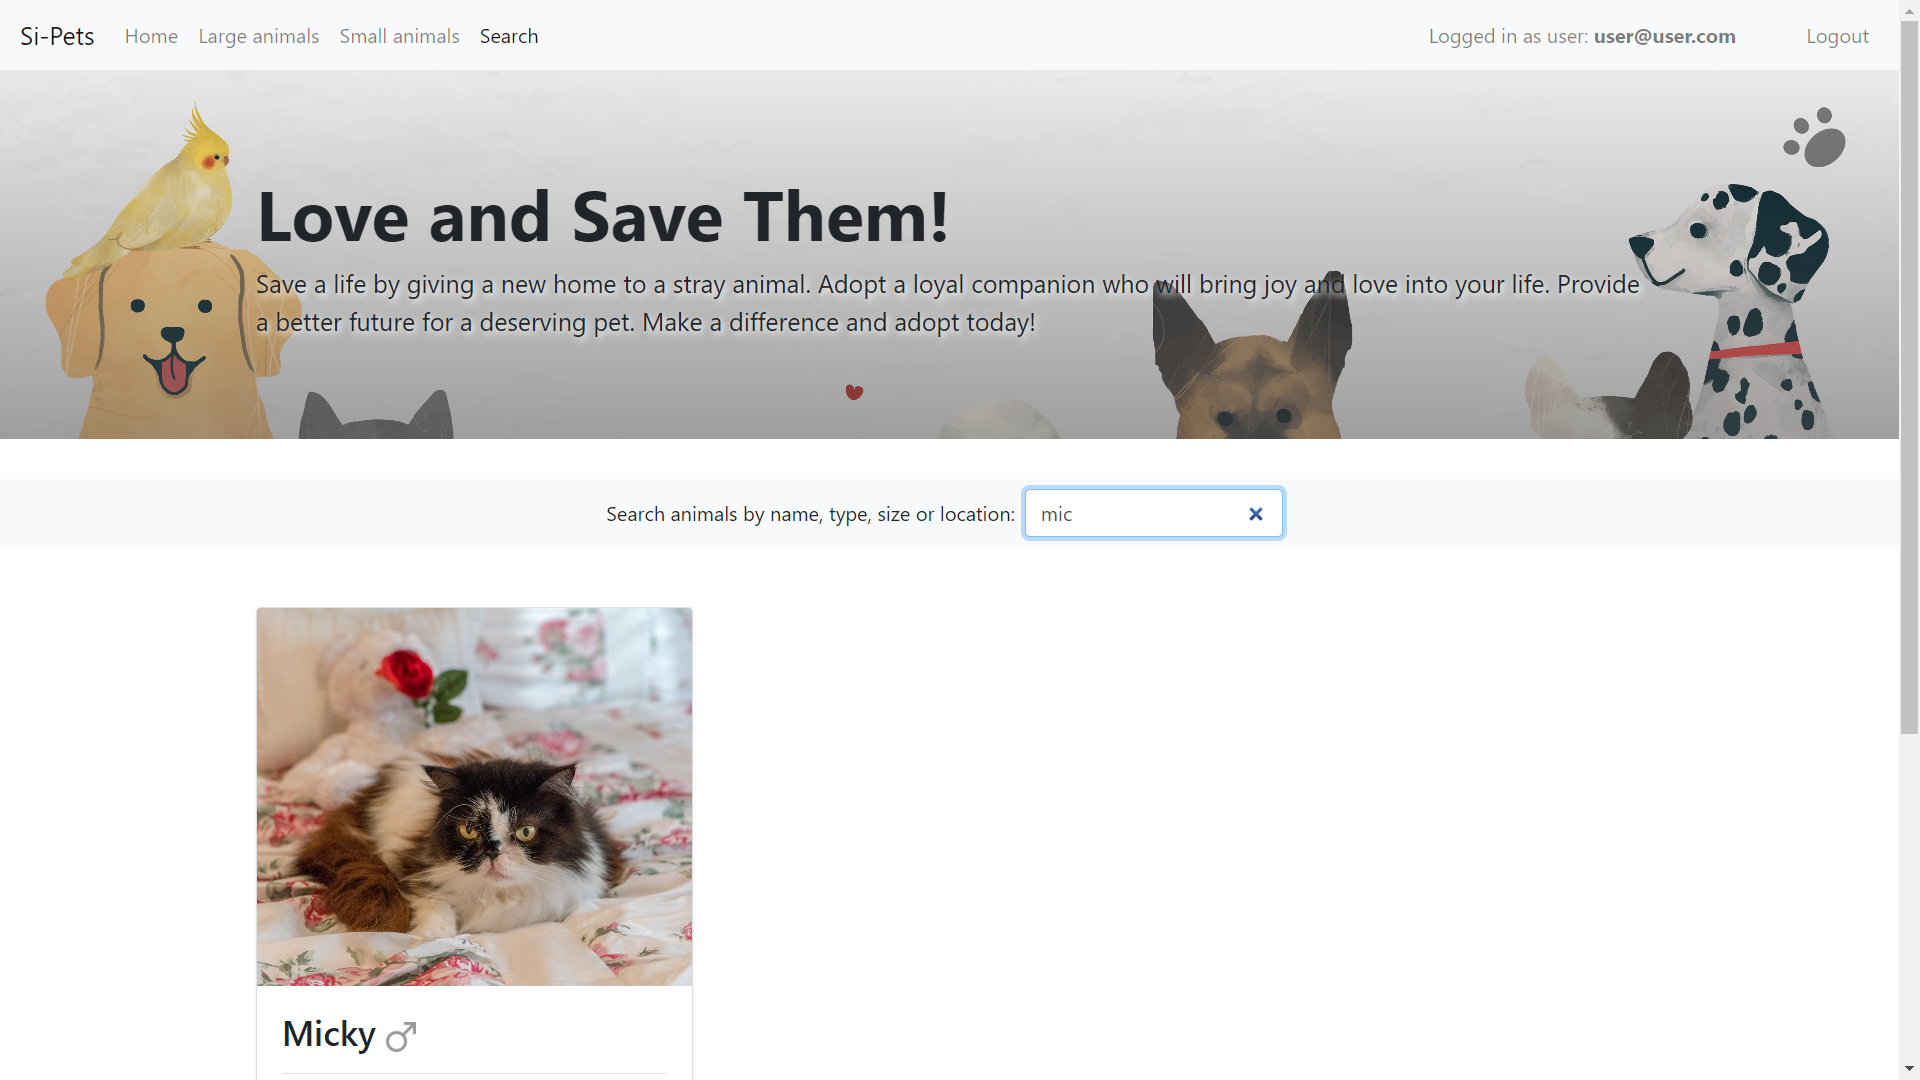 Si-Pets Home Large animals Small animals Search Logged in as user: user@user.com Logout
Love and Save Them!
Save a life by giving a new home to a stray animal. Adopt a loyal companion who will bring joy and love into your life. Provide
a better future for a deserving pet. Make a difference and adopt today!
Search animals by name, type, size or location: mic
Micky